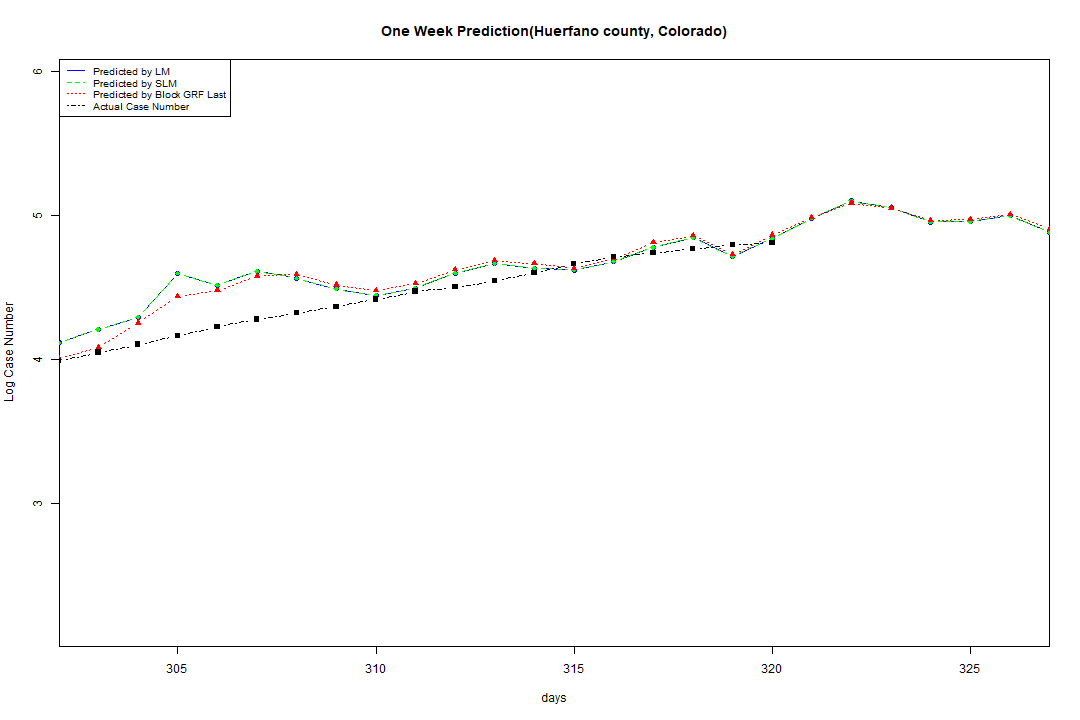 One Week Prediction(Huerfano county, Colorado)
Predicted by LM
Predicted by SLM
Predicted by Block GRF Last
Actual Case Number
6
5
4
3
Log Case Number
305 310 315 320 325
days